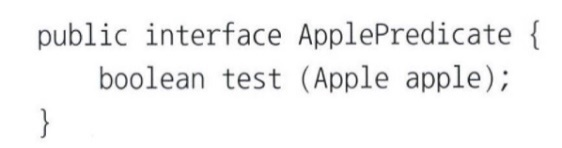 public interface ApplePredicate {
    boolean test (Apple apple);
}